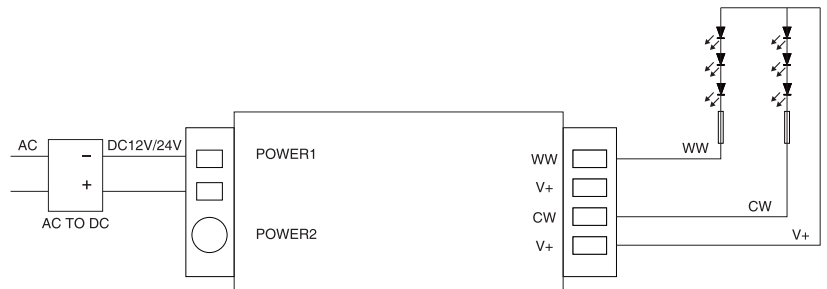 AC
−
DC12V/24V
+
AC TO DC
POWER1
POWER2
WW
V+
CW
V+
WW
CW
V+